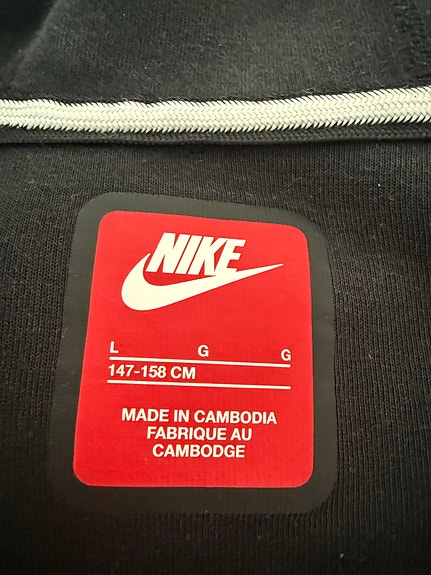 NIKE
L G G
147-158 CM
MADE IN CAMBODIA
FABRIQUE AU
CAMBODGE